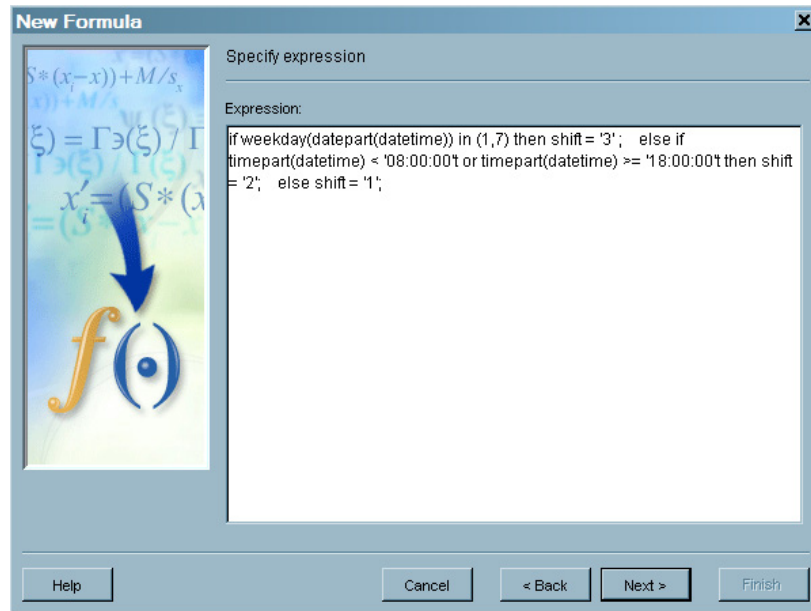 New Formula
Specify expression
S*(xᵢ-x))+M/sₓ
ξ) = Γ϶(ξ) / Γ
x′ᵢ=(S*(x
f(·)
Expression:
if weekday(datepart(datetime)) in (1,7) then shift = '3' ;   else if
timepart(datetime) < '08:00:00't or timepart(datetime) >= '18:00:00't then shift
= '2';   else shift = '1';
Help
Cancel
< Back
Next >
Finish